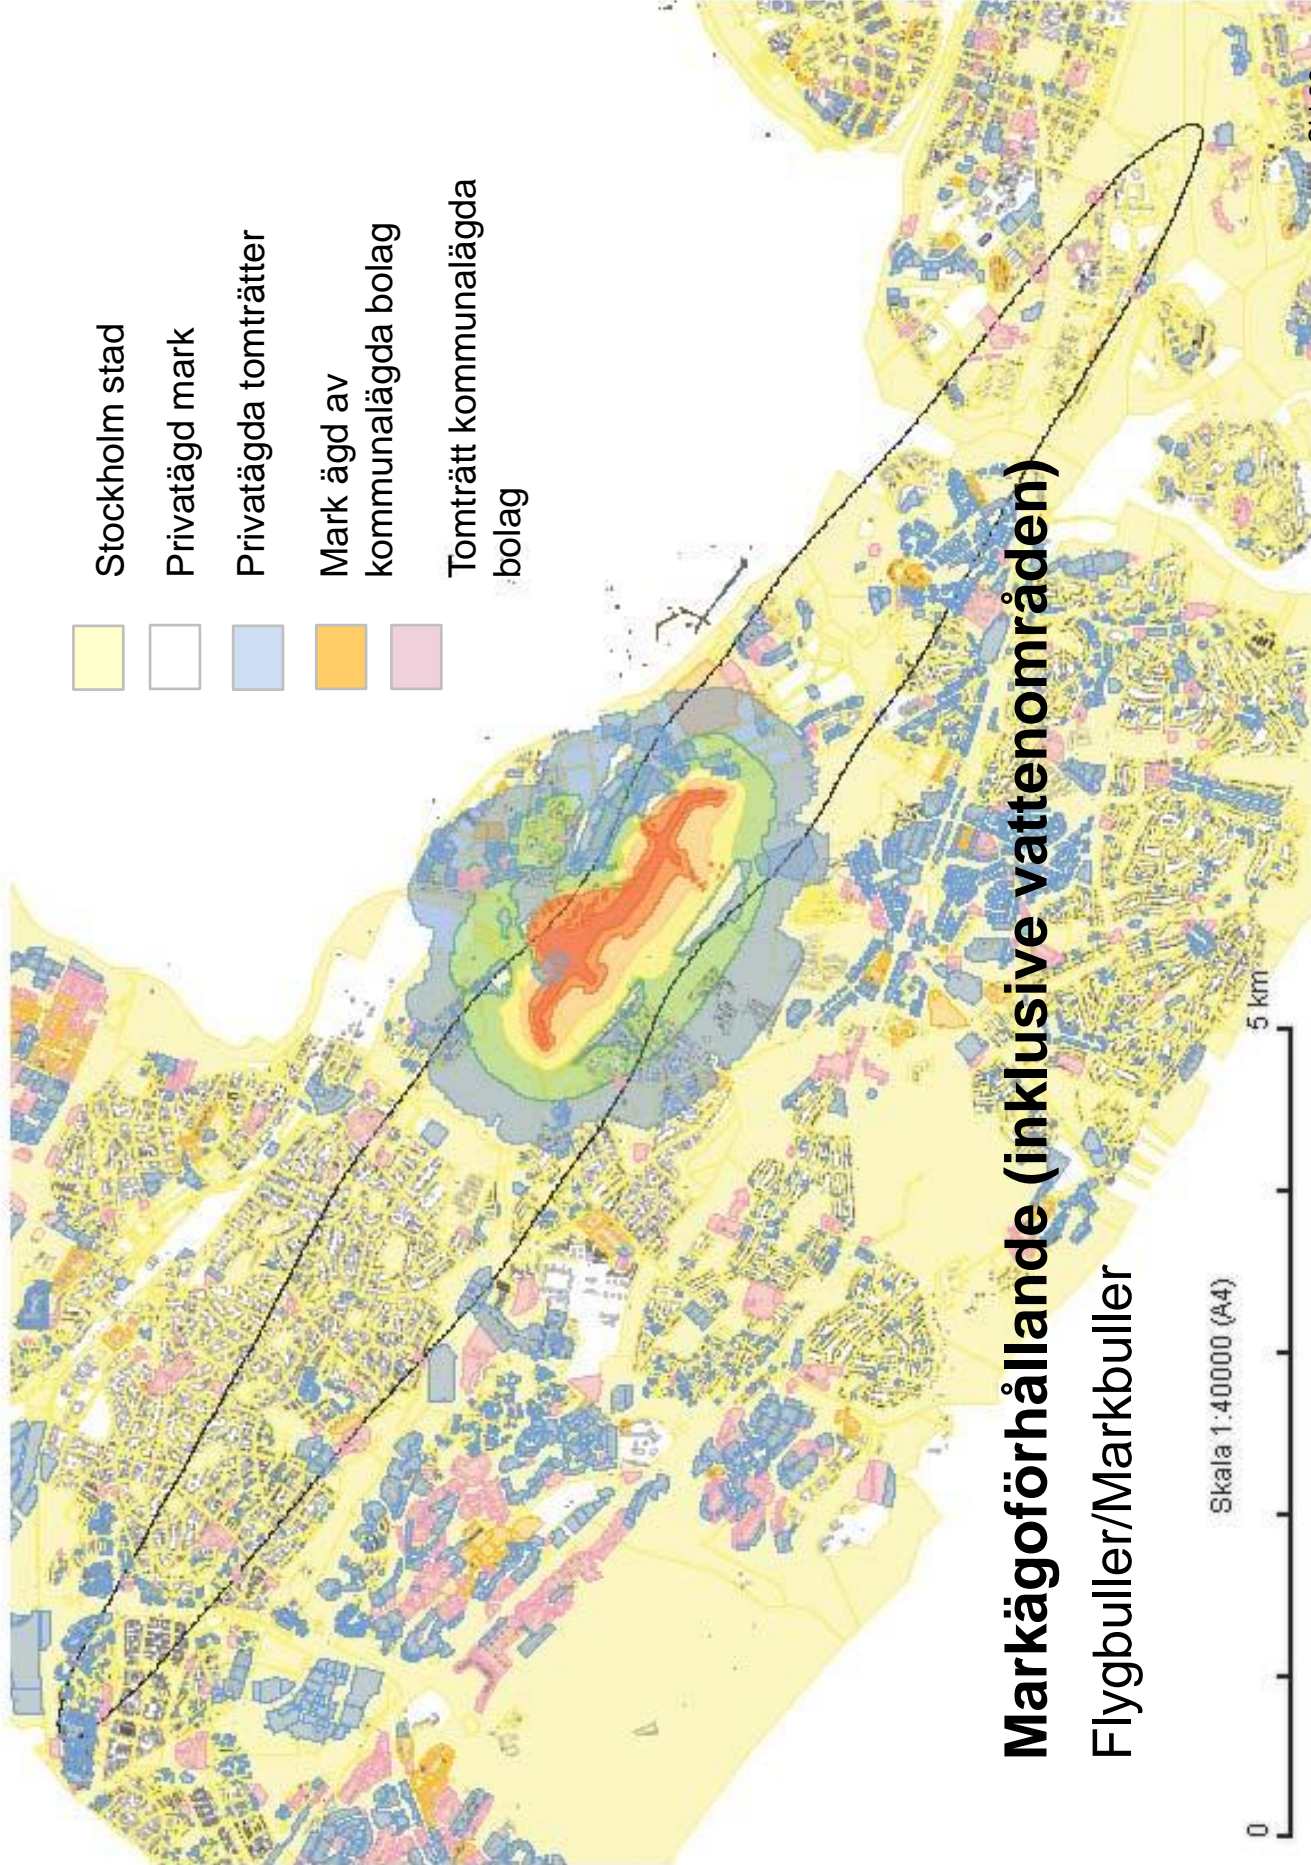 Stockholm stad
Privatägd mark
Privatägda tomträtter
Mark ägd av
kommunalägda bolag
Tomträtt kommunalägda
bolag
Markägoförhållande (inklusive vattenområden)
Flygbuller/Markbuller
Skala 1:40000 (A4)
0
5 km